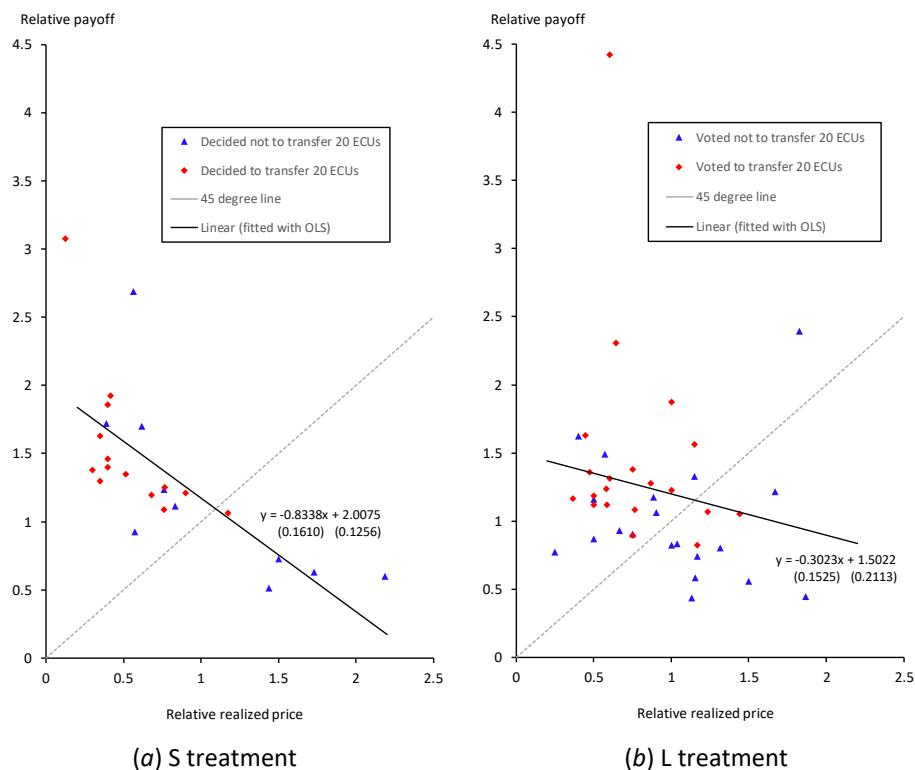 Relative payoff
4.5
4
3.5
3
2.5
2
1.5
1
0.5
0
Decided not to transfer 20 ECUs
Decided to transfer 20 ECUs
45 degree line
Linear (fitted with OLS)
y = -0.8338x + 2.0075
(0.1610) (0.1256)
0 0.5 1 1.5 2 2.5
Relative realized price
(a) S treatment
Relative payoff
4.5
4
3.5
3
2.5
2
1.5
1
0.5
0
Voted not to transfer 20 ECUs
Voted to transfer 20 ECUs
45 degree line
Linear (fitted with OLS)
y = -0.3023x + 1.5022
(0.1525) (0.2113)
0 0.5 1 1.5 2 2.5
Relative realized price
(b) L treatment